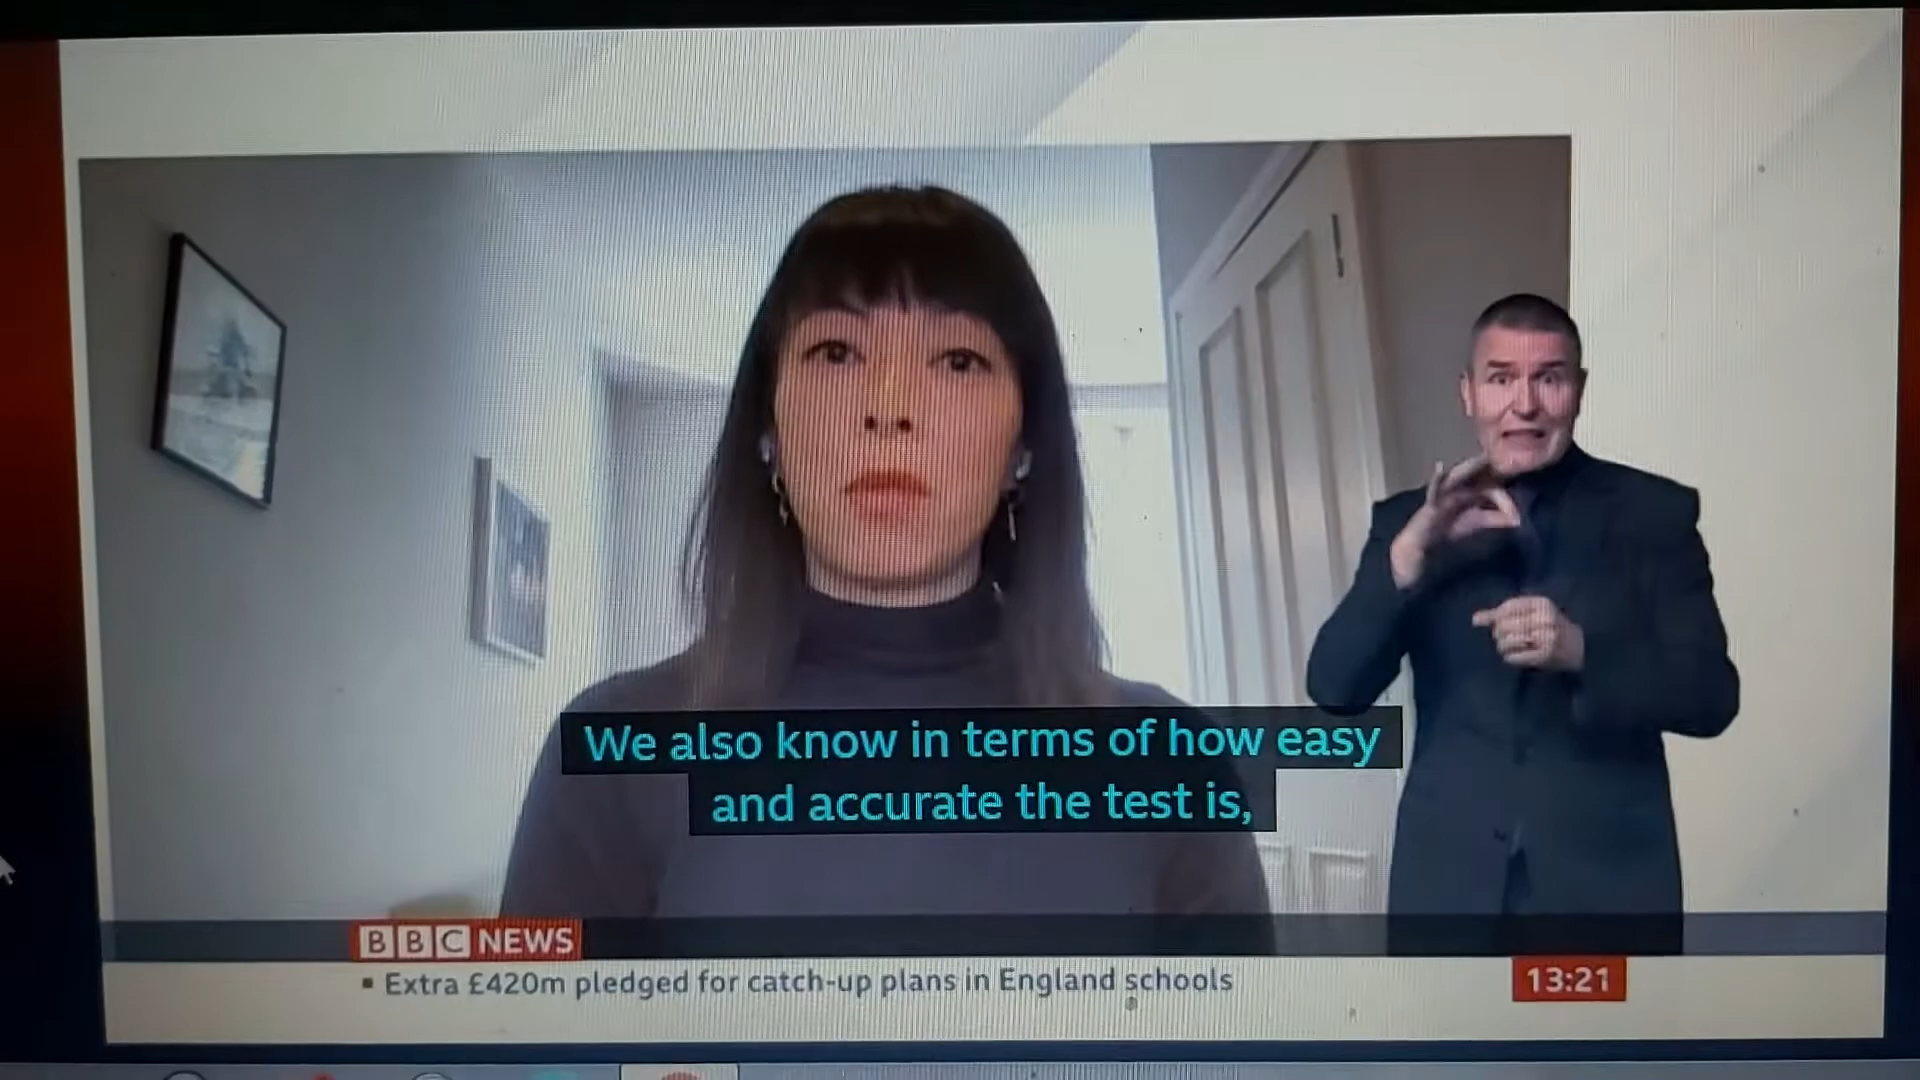 We also know in terms of how easy
and accurate the test is,
BBC NEWS
Extra £420m pledged for catch-up plans in England schools
13:21